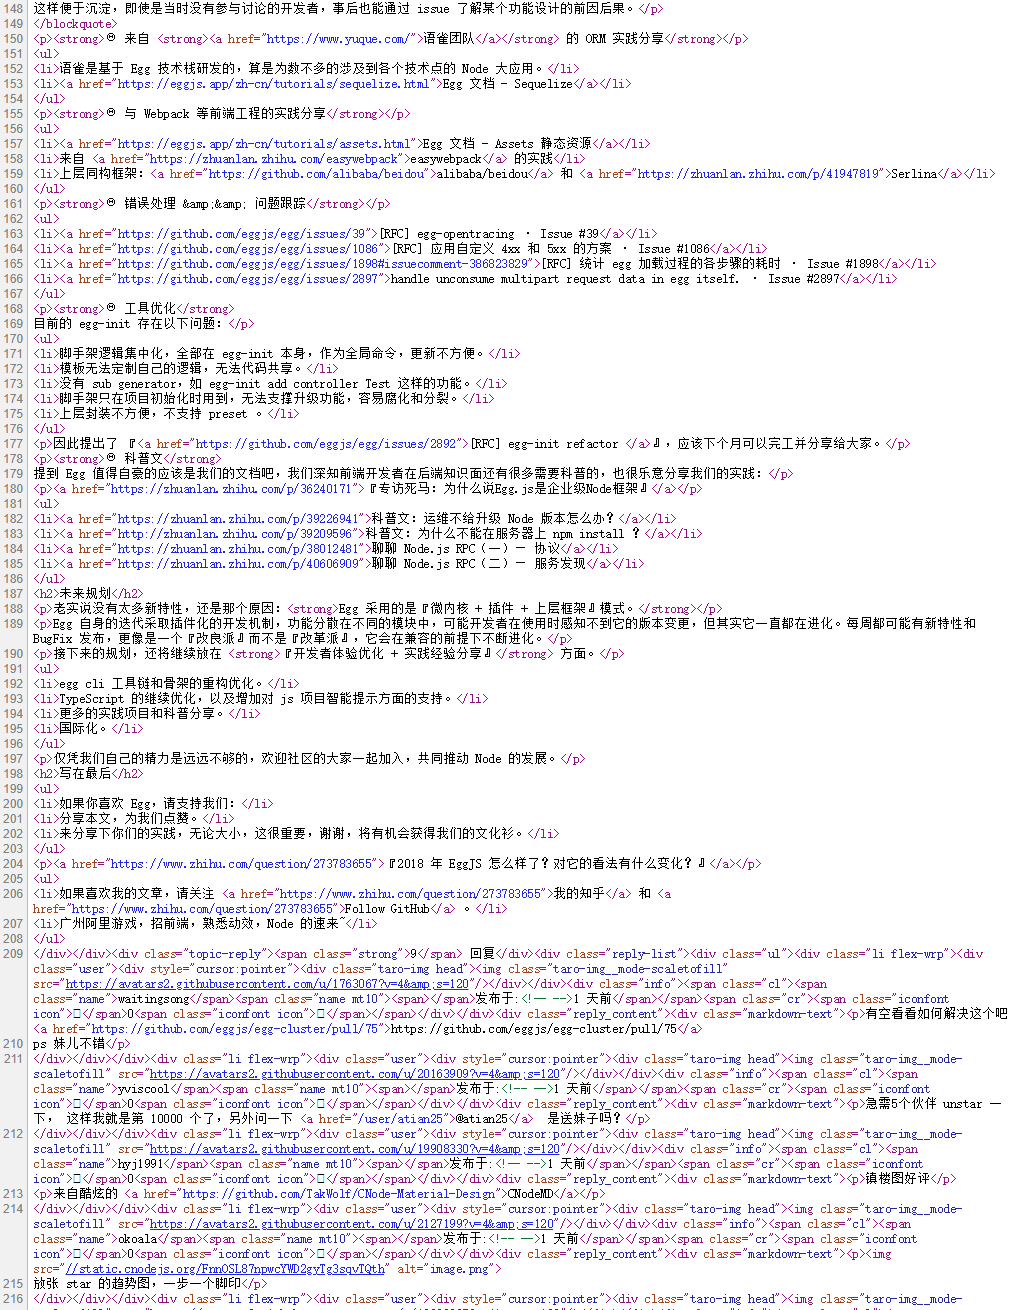 148 这样便于沉淀，即使是当时没有参与讨论的开发者，事后也能通过 issue 了解某个功能设计的前因后果。</p>
149 </blockquote>
150 <p><strong>® 来自 <strong><a href="https://www.yuque.com/">语雀团队</a></strong> 的 ORM 实践分享</strong></p>
151 <ul>
152 <li>语雀是基于 Egg 技术栈研发的，算是为数不多的涉及到各个技术点的 Node 大应用。</li>
153 <li><a href="https://eggjs.app/zh-cn/tutorials/sequelize.html">Egg 文档 - Sequelize</a></li>
154 </ul>
155 <p><strong>® 与 Webpack 等前端工程的实践分享</strong></p>
156 <ul>
157 <li><a href="https://eggjs.app/zh-cn/tutorials/assets.html">Egg 文档 - Assets 静态资源</a></li>
158 <li>来自 <a href="https://zhuanlan.zhihu.com/easywebpack">easywebpack</a> 的实践</li>
159 <li>上层同构框架：<a href="https://github.com/alibaba/beidou">alibaba/beidou</a> 和 <a href="https://zhuanlan.zhihu.com/p/41947819">Serlina</a></li>
160 </ul>
161 <p><strong>® 错误处理 &amp;&amp; 问题跟踪</strong></p>
162 <ul>
163 <li><a href="https://github.com/eggjs/egg/issues/39">[RFC] egg-opentracing · Issue #39</a></li>
164 <li><a href="https://github.com/eggjs/egg/issues/1086">[RFC] 应用自定义 4xx 和 5xx 的方案 · Issue #1086</a></li>
165 <li><a href="https://github.com/eggjs/egg/issues/1898#issuecomment-386823829">[RFC] 统计 egg 加载过程的各步骤的耗时 · Issue #1898</a></li>
166 <li><a href="https://github.com/eggjs/egg/issues/2897">handle unconsume multipart request data in egg itself. · Issue #2897</a></li>
167 </ul>
168 <p><strong>® 工具优化</strong>
169 目前的 egg-init 存在以下问题：</p>
170 <ul>
171 <li>脚手架逻辑集中化，全部在 egg-init 本身，作为全局命令，更新不方便。</li>
172 <li>模板无法定制自己的逻辑，无法代码共享。</li>
173 <li>没有 sub generator，如 egg-init add controller Test 这样的功能。</li>
174 <li>脚手架只在项目初始化时用到，无法支撑升级功能，容易腐化和分裂。</li>
175 <li>上层封装不方便，不支持 preset 。</li>
176 </ul>
177 <p>因此提出了 『<a href="https://github.com/eggjs/egg/issues/2892">[RFC] egg-init refactor </a>』，应该下个月可以完工并分享给大家。</p>
178 <p><strong>® 科普文</strong>
179 提到 Egg 值得自豪的应该是我们的文档吧，我们深知前端开发者在后端知识面还有很多需要科普的，也很乐意分享我们的实践：</p>
180 <p><a href="https://zhuanlan.zhihu.com/p/36240171">『专访死马：为什么说Egg.js是企业级Node框架』</a></p>
181 <ul>
182 <li><a href="https://zhuanlan.zhihu.com/p/39226941">科普文：运维不给升级 Node 版本怎么办？</a></li>
183 <li><a href="http://zhuanlan.zhihu.com/p/39209596">科普文：为什么不能在服务器上 npm install ？</a></li>
184 <li><a href="https://zhuanlan.zhihu.com/p/38012481">聊聊 Node.js RPC（一）— 协议</a></li>
185 <li><a href="https://zhuanlan.zhihu.com/p/40606909">聊聊 Node.js RPC（二）— 服务发现</a></li>
186 </ul>
187 <h2>未来规划</h2>
188 <p>老实说没有太多新特性，还是那个原因：<strong>Egg 采用的是『微内核 + 插件 + 上层框架』模式。</strong></p>
189 <p>Egg 自身的迭代采取插件化的开发机制，功能分散在不同的模块中，可能开发者在使用时感知不到它的版本变更，但其实它一直都在进化。每周都可能有新特性和
BugFix 发布，更像是一个『改良派』而不是『改革派』，它会在兼容的前提下不断进化。</p>
190 <p>接下来的规划，还将继续放在 <strong>『开发者体验优化 + 实践经验分享』</strong> 方面。</p>
191 <ul>
192 <li>egg cli 工具链和骨架的重构优化。</li>
193 <li>TypeScript 的继续优化，以及增加对 js 项目智能提示方面的支持。</li>
194 <li>更多的实践项目和科普分享。</li>
195 <li>国际化。</li>
196 </ul>
197 <p>仅凭我们自己的精力是远远不够的，欢迎社区的大家一起加入，共同推动 Node 的发展。</p>
198 <h2>写在最后</h2>
199 <ul>
200 <li>如果你喜欢 Egg，请支持我们：</li>
201 <li>分享本文，为我们点赞。</li>
202 <li>来分享下你们的实践，无论大小，这很重要，谢谢，将有机会获得我们的文化衫。</li>
203 </ul>
204 <p><a href="https://www.zhihu.com/question/273783655">『2018 年 EggJS 怎么样了？对它的看法有什么变化？』</a></p>
205 <ul>
206 <li>如果喜欢我的文章，请关注 <a href="https://www.zhihu.com/question/273783655">我的知乎</a> 和 <a
href="https://www.zhihu.com/question/273783655">Follow GitHub</a> 。</li>
207 <li>广州阿里游戏，招前端，熟悉动效，Node 的速来~</li>
208 </ul>
209 </div></div><div class="topic-reply"><span class="strong">9</span> 回复</div><div class="reply-list"><div class="ul"><div class="li flex-wrp"><div
class="user"><div style="cursor:pointer"><div class="taro-img head"><img class="taro-img__mode-scaletofill"
src="https://avatars2.githubusercontent.com/u/1763067?v=4&amp;s=120"/></div></div><div class="info"><span class="cl"><span
class="name">waitingsong</span><span class="name mt10"><span></span>发布于:<!-- -->1 天前</span></span><span class="cr"><span class="iconfont
icon"></span>0<span class="iconfont icon"></span></span></div></div><div class="reply_content"><div class="markdown-text"><p>有空看看如何解决这个吧
<a href="https://github.com/eggjs/egg-cluster/pull/75">https://github.com/eggjs/egg-cluster/pull/75</a>
210 ps 妹儿不错</p>
211 </div></div></div><div class="li flex-wrp"><div class="user"><div style="cursor:pointer"><div class="taro-img head"><img class="taro-img__mode-
scaletofill" src="https://avatars2.githubusercontent.com/u/20163909?v=4&amp;s=120"/></div></div><div class="info"><span class="cl"><span
class="name">yviscool</span><span class="name mt10"><span></span>发布于:<!-- -->1 天前</span></span><span class="cr"><span class="iconfont
icon"></span>0<span class="iconfont icon"></span></span></div></div><div class="reply_content"><div class="markdown-text"><p>急需5个伙伴 unstar 一
下， 这样我就是第 10000 个了，另外问一下 <a href="/user/atian25">@atian25</a>  是送妹子吗？</p>
212 </div></div></div><div class="li flex-wrp"><div class="user"><div style="cursor:pointer"><div class="taro-img head"><img class="taro-img__mode-
scaletofill" src="https://avatars2.githubusercontent.com/u/19908330?v=4&amp;s=120"/></div></div><div class="info"><span class="cl"><span
class="name">hyj1991</span><span class="name mt10"><span></span>发布于:<!-- -->1 天前</span></span><span class="cr"><span class="iconfont
icon"></span>0<span class="iconfont icon"></span></span></div></div><div class="reply_content"><div class="markdown-text"><p>镇楼图好评</p>
213 <p>来自酷炫的 <a href="https://github.com/TakWolf/CNode-Material-Design">CNodeMD</a></p>
214 </div></div></div><div class="li flex-wrp"><div class="user"><div style="cursor:pointer"><div class="taro-img head"><img class="taro-img__mode-
scaletofill" src="https://avatars2.githubusercontent.com/u/2127199?v=4&amp;s=120"/></div></div><div class="info"><span class="cl"><span
class="name">okoala</span><span class="name mt10"><span></span>发布于:<!-- -->1 天前</span></span><span class="cr"><span class="iconfont
icon"></span>0<span class="iconfont icon"></span></span></div></div><div class="reply_content"><div class="markdown-text"><p><img
src="//static.cnodejs.org/FnnOSL87npwcYWD2gyTg3sqvTQth" alt="image.png">
215 放张 star 的趋势图，一步一个脚印</p>
216 </div></div></div><div class="li flex-wrp"><div class="user"><div style="cursor:pointer"><div class="taro-img head"><img class="taro-img__mode-